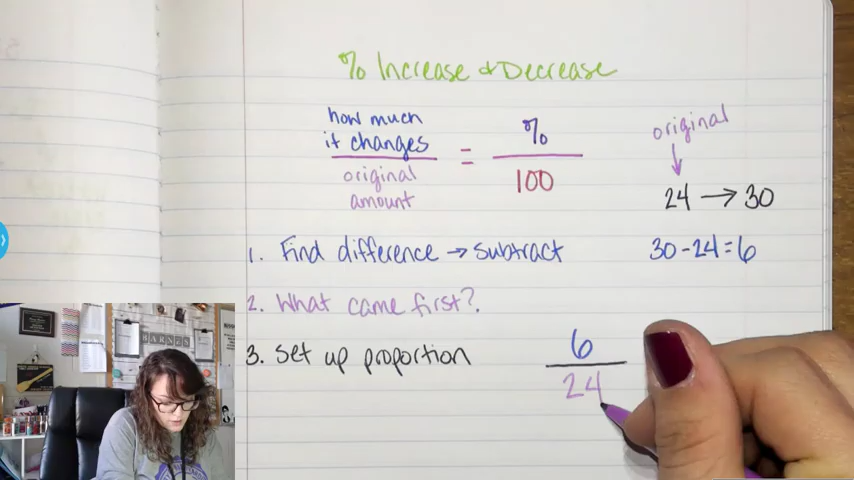 % Increase & Decrease
how much
it changes
original
amount
=
%
100
original
24 → 30
1. Find difference → subtract
30 - 24 = 6
2. What came first?.
3. Set up proportion
6
24
BARNES